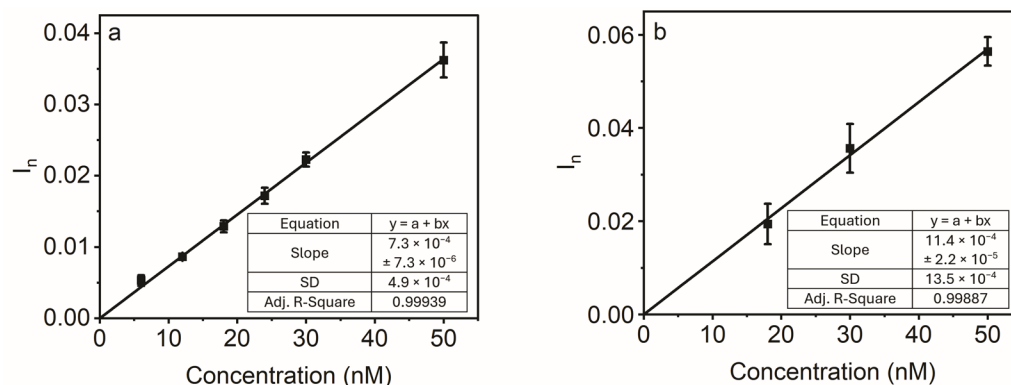 a
0.04
0.03
0.02
0.01
0.00
0 10 20 30 40 50
I_n
Concentration (nM)
Equation y = a + bx
Slope 7.3 × 10⁻⁴
± 7.3 × 10⁻⁶
SD 4.9 × 10⁻⁴
Adj. R-Square 0.99939
b
0.06
0.04
0.02
0.00
0 10 20 30 40 50
I_n
Concentration (nM)
Equation y = a + bx
Slope 11.4 × 10⁻⁴
± 2.2 × 10⁻⁵
SD 13.5 × 10⁻⁴
Adj. R-Square 0.99887